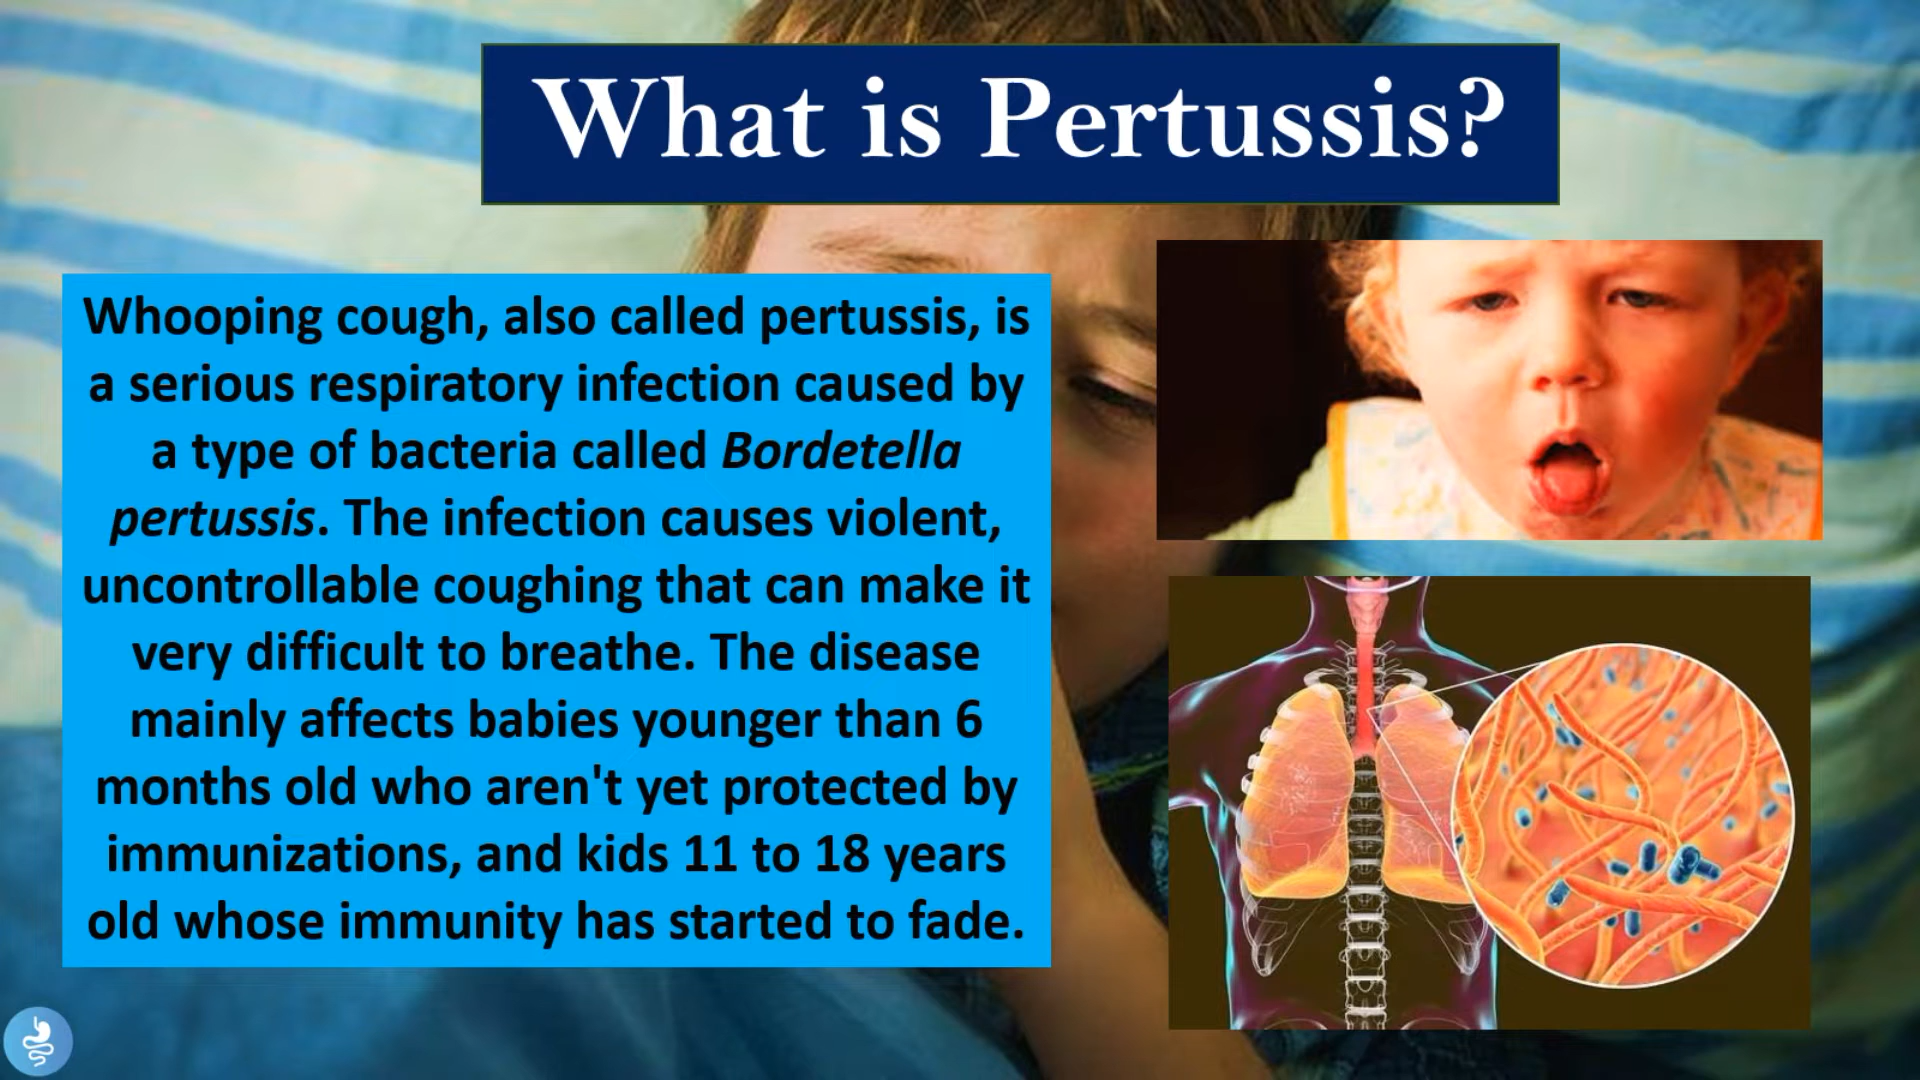 What is Pertussis?
Whooping cough, also called pertussis, is
a serious respiratory infection caused by
a type of bacteria called Bordetella
pertussis. The infection causes violent,
uncontrollable coughing that can make it
very difficult to breathe. The disease
mainly affects babies younger than 6
months old who aren't yet protected by
immunizations, and kids 11 to 18 years
old whose immunity has started to fade.